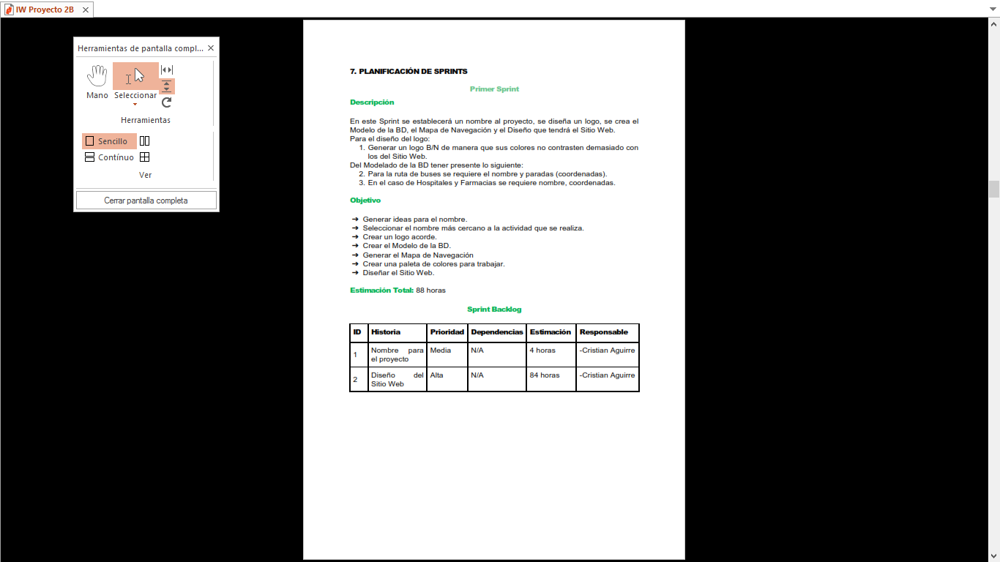 IW Proyecto 2B
Herramientas de pantalla compl...
Mano
Seleccionar
Herramientas
Sencillo
Contínuo
Ver
Cerrar pantalla completa
7. PLANIFICACIÓN DE SPRINTS
Primer Sprint
Descripción
En este Sprint se establecerá un nombre al proyecto, se diseña un logo, se crea el
Modelo de la BD, el Mapa de Navegación y el Diseño que tendrá el Sitio Web.
Para el diseño del logo:
1. Generar un logo B/N de manera que sus colores no contrasten demasiado con
los del Sitio Web.
Del Modelado de la BD tener presente lo siguiente:
2. Para la ruta de buses se requiere el nombre y paradas (coordenadas).
3. En el caso de Hospitales y Farmacias se requiere nombre, coordenadas.
Objetivo
➔ Generar ideas para el nombre.
➔ Seleccionar el nombre más cercano a la actividad que se realiza.
➔ Crear un logo acorde.
➔ Crear el Modelo de la BD.
➔ Generar el Mapa de Navegación
➔ Crear una paleta de colores para trabajar.
➔ Diseñar el Sitio Web.
Estimación Total: 88 horas
Sprint Backlog
ID Historia Prioridad Dependencias Estimación Responsable
1 Nombre para el proyecto Media N/A 4 horas -Cristian Aguirre
2 Diseño del Sitio Web Alta N/A 84 horas -Cristian Aguirre